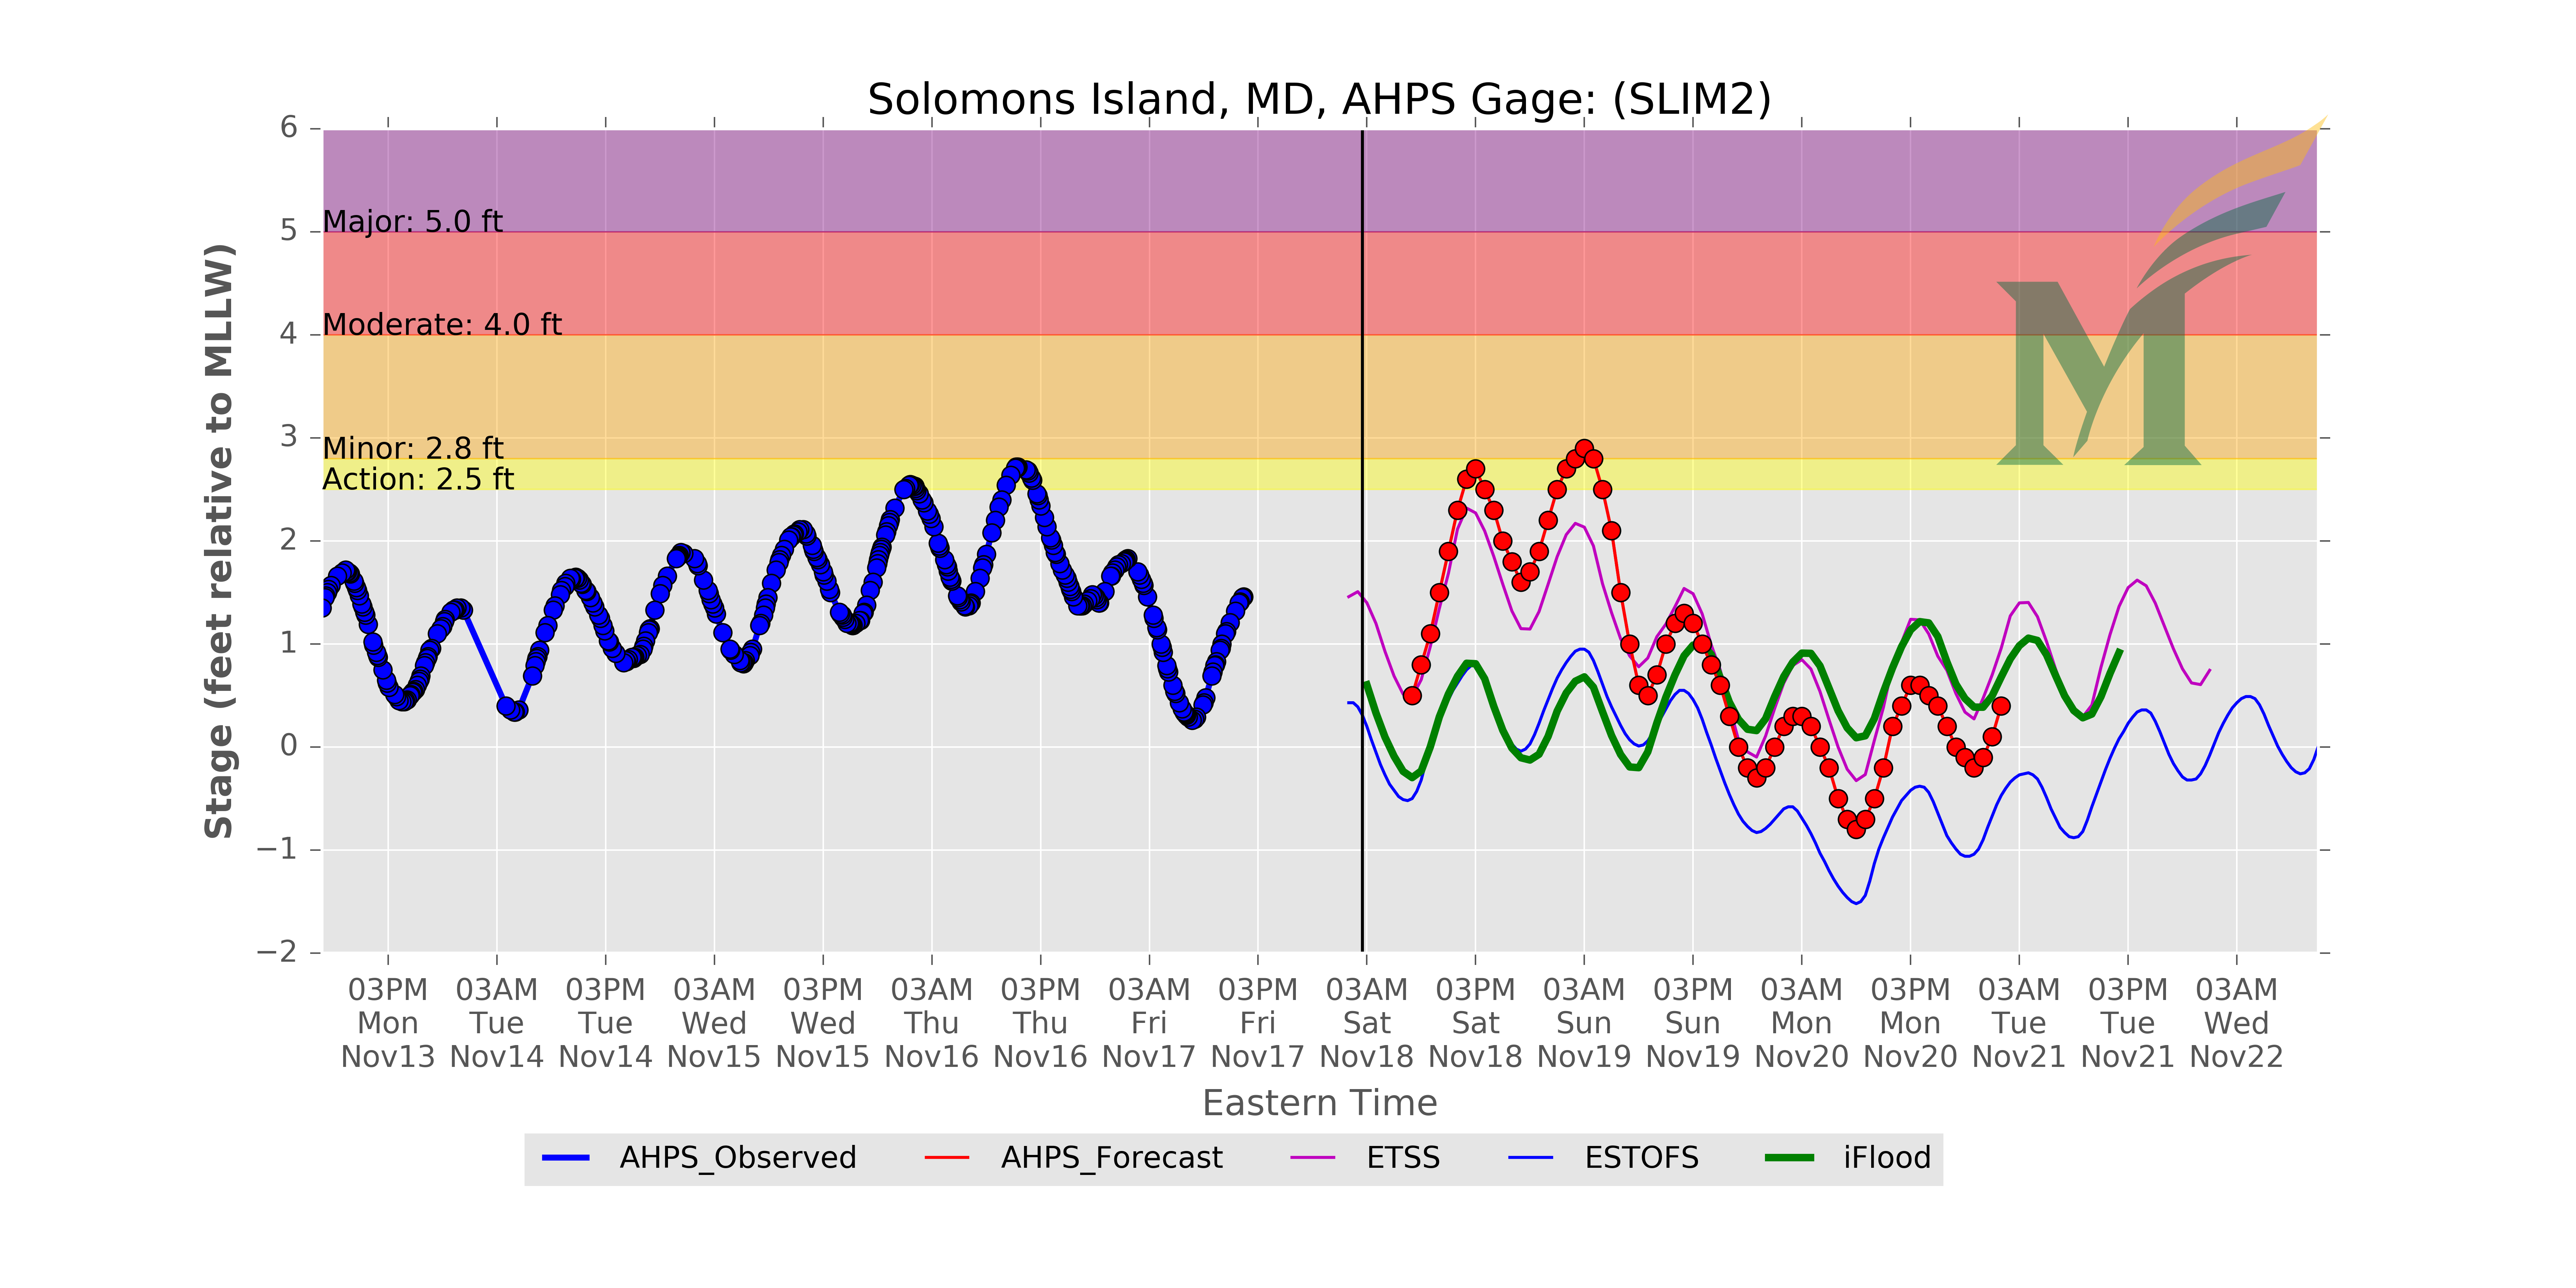 Solomons Island, MD, AHPS Gage: (SLIM2)
6
5
4
3
2
1
0
−1
−2
Stage (feet relative to MLLW)
Major: 5.0 ft
Moderate: 4.0 ft
Minor: 2.8 ft
Action: 2.5 ft
M
03PM 03AM 03PM 03AM 03PM 03AM 03PM 03AM 03PM 03AM 03PM 03AM 03PM 03AM 03PM 03AM 03PM 03AM
Mon Tue Tue Wed Wed Thu Thu Fri Fri Sat Sat Sun Sun Mon Mon Tue Tue Wed
Nov13 Nov14 Nov14 Nov15 Nov15 Nov16 Nov16 Nov17 Nov17 Nov18 Nov18 Nov19 Nov19 Nov20 Nov20 Nov21 Nov21 Nov22
Eastern Time
AHPS_Observed AHPS_Forecast ETSS ESTOFS iFlood